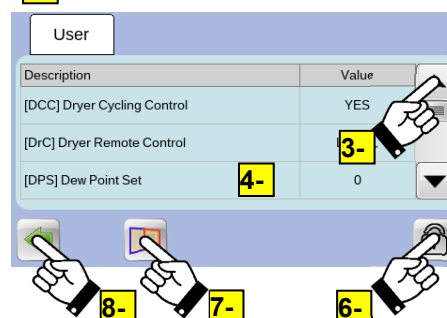 User
Description Value
[DCC] Dryer Cycling Control YES
[DrC] Dryer Remote Control 3-
[DPS] Dew Point Set 4- 0
8- 7- 6-